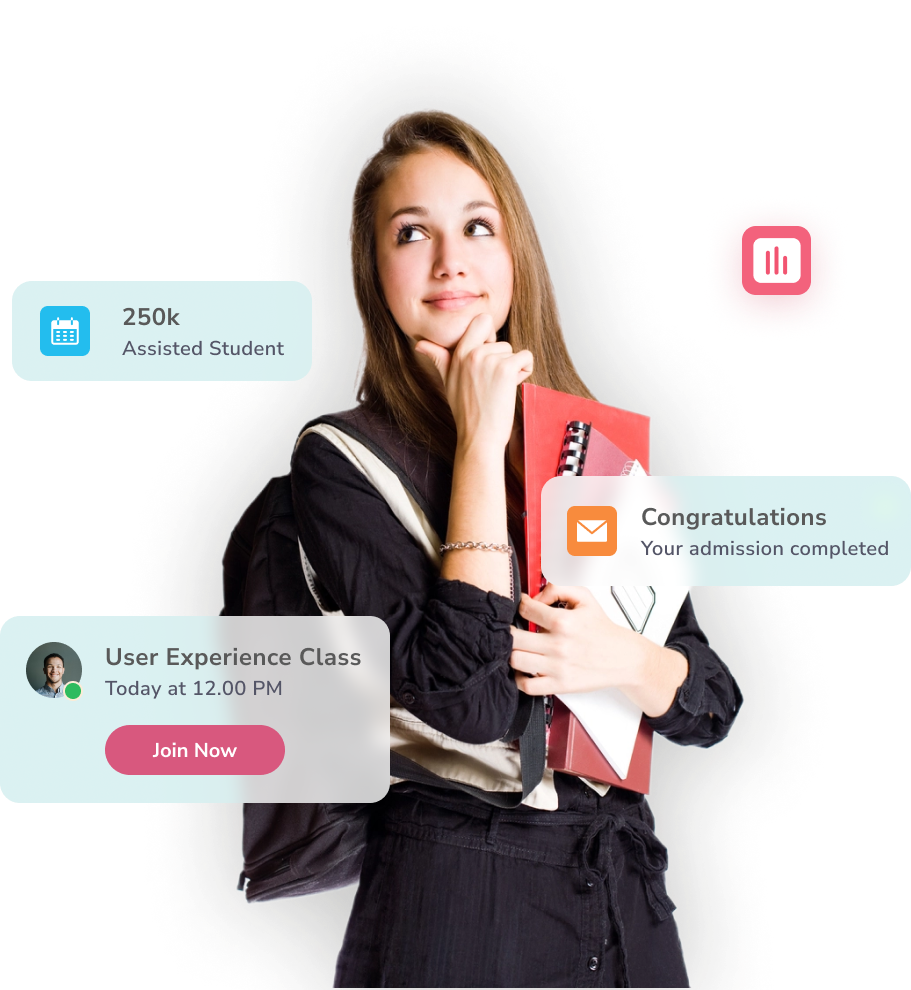 250k
Assisted Student
Congratulations
Your admission completed
User Experience Class
Today at 12.00 PM
Join Now